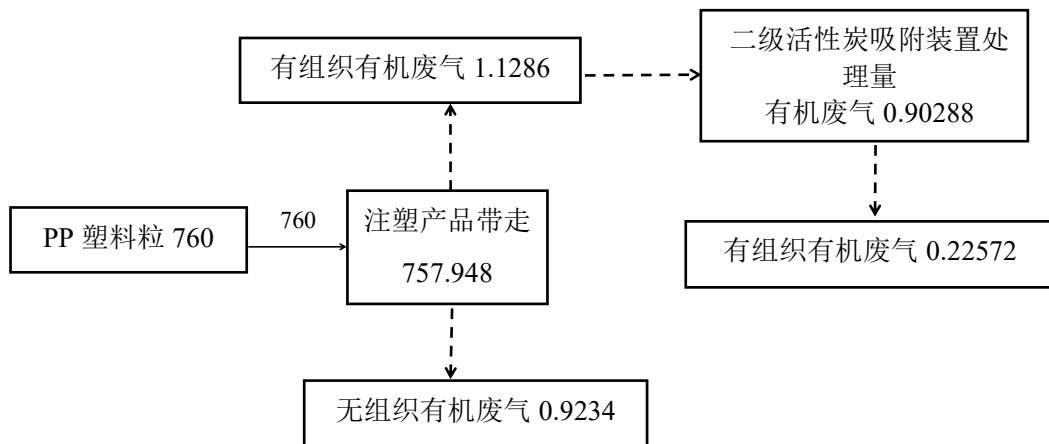 二级活性炭吸附装置处
理量
有机废气 0.90288
有组织有机废气 1.1286
PP 塑料粒 760
760
注塑产品带走
757.948
有组织有机废气 0.22572
无组织有机废气 0.9234